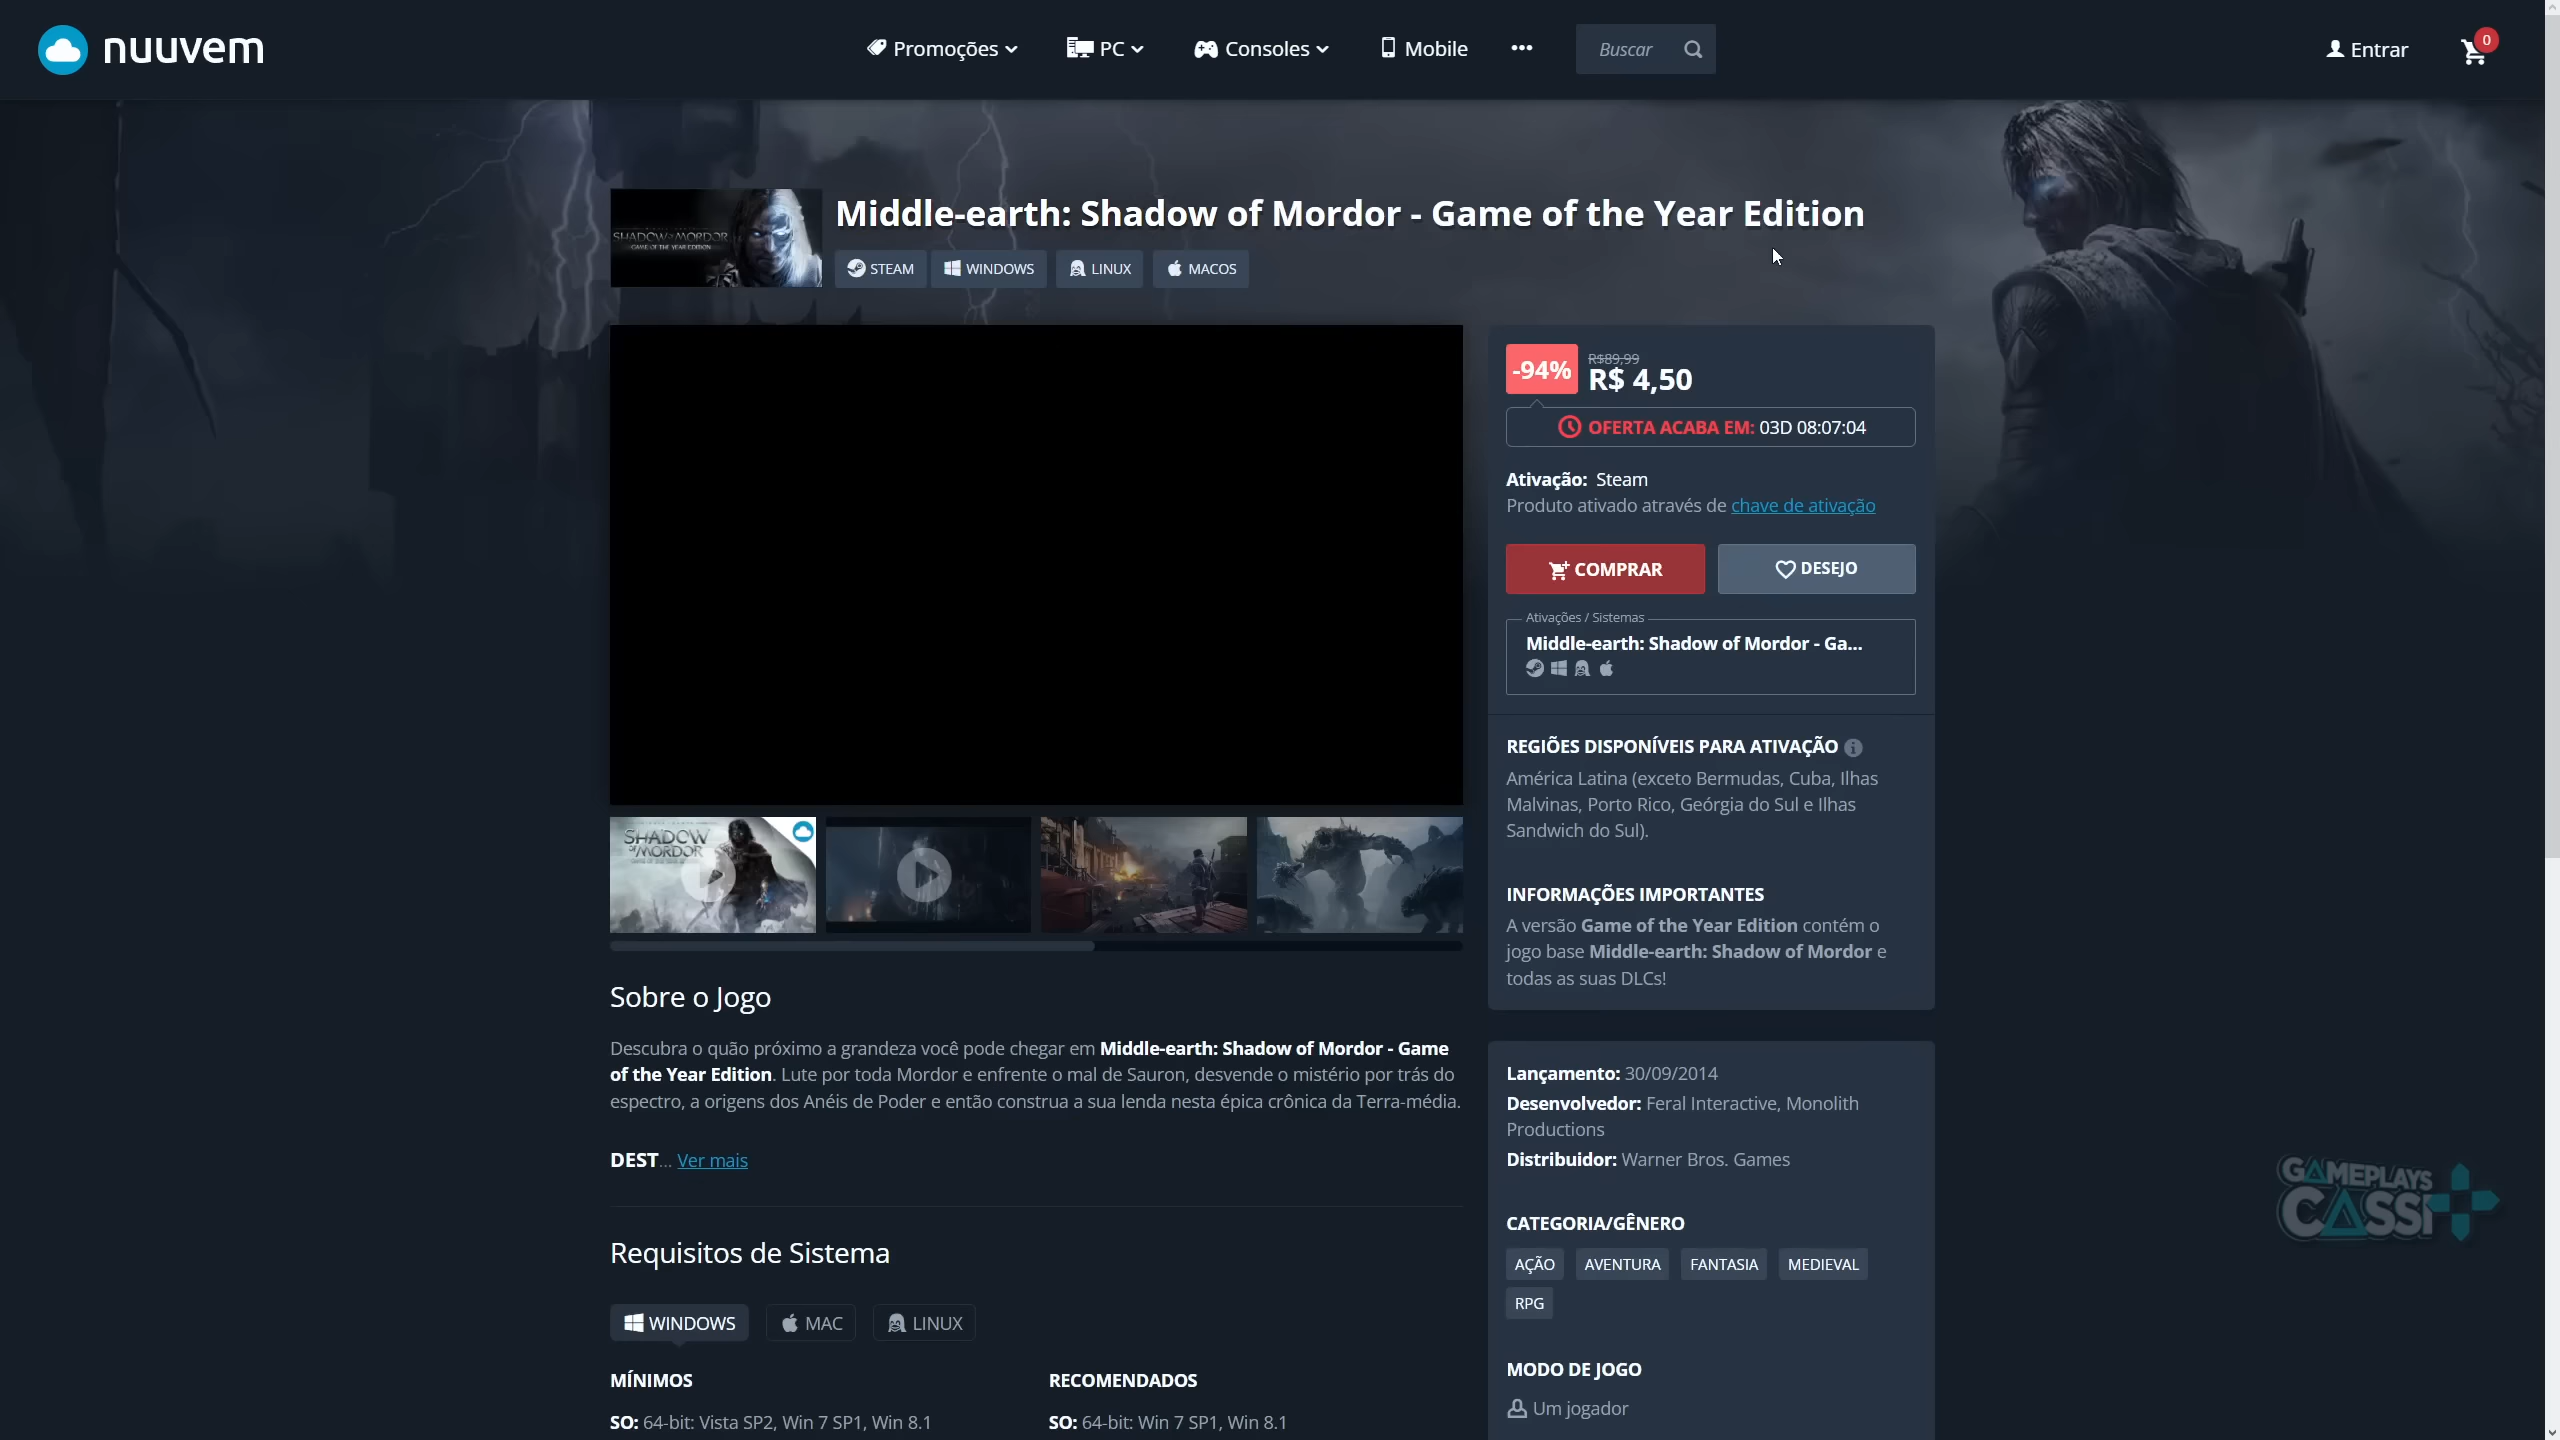 nuuvem
Promoções
PC
Consoles
Mobile
Buscar
Entrar
0
SHADOW OF MORDOR
GAME OF THE YEAR EDITION
Middle-earth: Shadow of Mordor - Game of the Year Edition
STEAM
WINDOWS
LINUX
MACOS
-94%
R$89,99
R$ 4,50
OFERTA ACABA EM: 03D 08:07:04
Ativação: Steam
Produto ativado através de chave de ativação
COMPRAR
DESEJO
Ativações / Sistemas
Middle-earth: Shadow of Mordor - Ga...
REGIÕES DISPONÍVEIS PARA ATIVAÇÃO
América Latina (exceto Bermudas, Cuba, Ilhas
Malvinas, Porto Rico, Geórgia do Sul e Ilhas
Sandwich do Sul).
INFORMAÇÕES IMPORTANTES
A versão Game of the Year Edition contém o
jogo base Middle-earth: Shadow of Mordor e
todas as suas DLCs!
SHADOW
OF MORDOR
Sobre o Jogo
Descubra o quão próximo a grandeza você pode chegar em Middle-earth: Shadow of Mordor - Game
of the Year Edition. Lute por toda Mordor e enfrente o mal de Sauron, desvende o mistério por trás do
espectro, a origens dos Anéis de Poder e então construa a sua lenda nesta épica crônica da Terra-média.
DEST... Ver mais
Requisitos de Sistema
WINDOWS
MAC
LINUX
MÍNIMOS
SO: 64-bit: Vista SP2, Win 7 SP1, Win 8.1
RECOMENDADOS
SO: 64-bit: Win 7 SP1, Win 8.1
Lançamento: 30/09/2014
Desenvolvedor: Feral Interactive, Monolith
Productions
Distribuidor: Warner Bros. Games
CATEGORIA/GÊNERO
AÇÃO
AVENTURA
FANTASIA
MEDIEVAL
RPG
MODO DE JOGO
Um jogador
GAMEPLAYS
CASSI